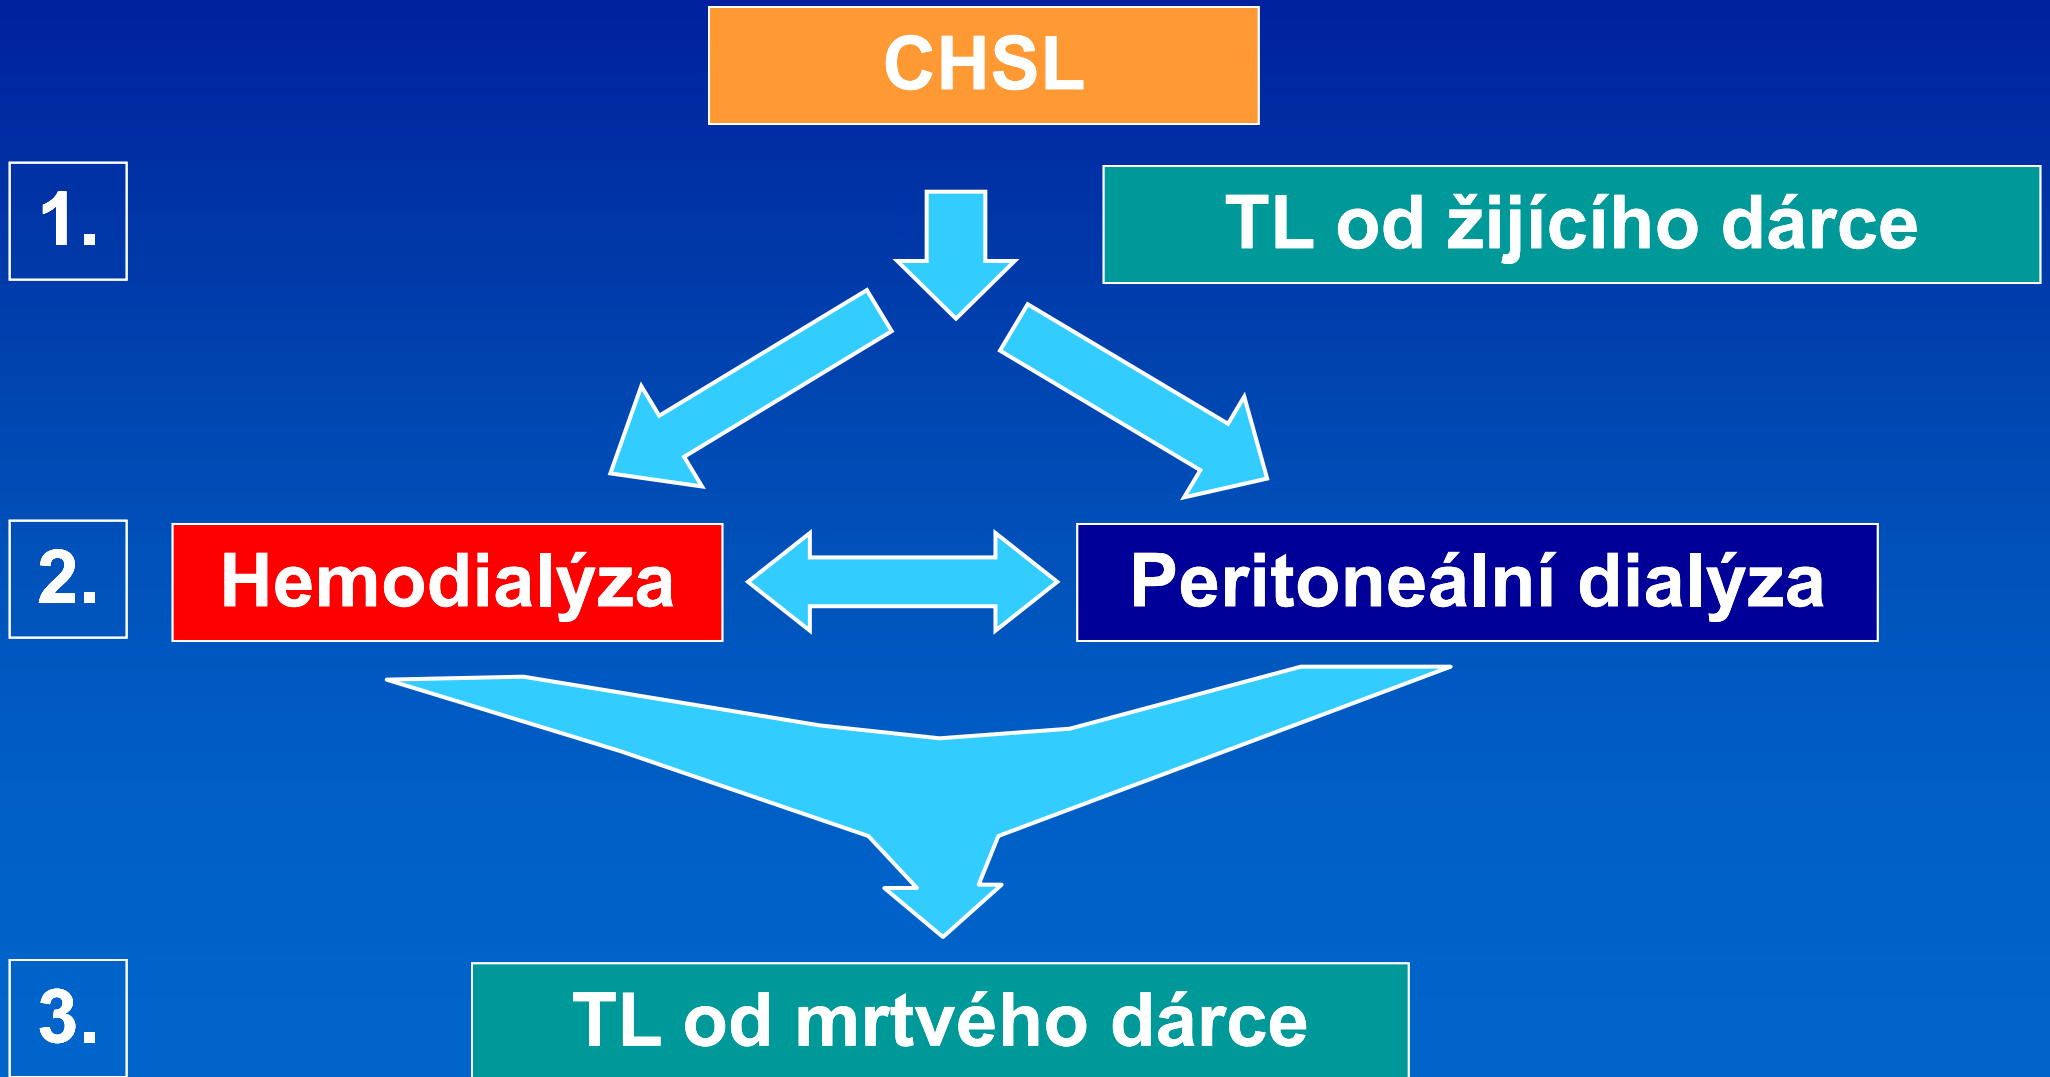 CHSL
1.
TL od žijícího dárce
2.
Hemodialýza
Peritoneální dialýza
3.
TL od mrtvého dárce